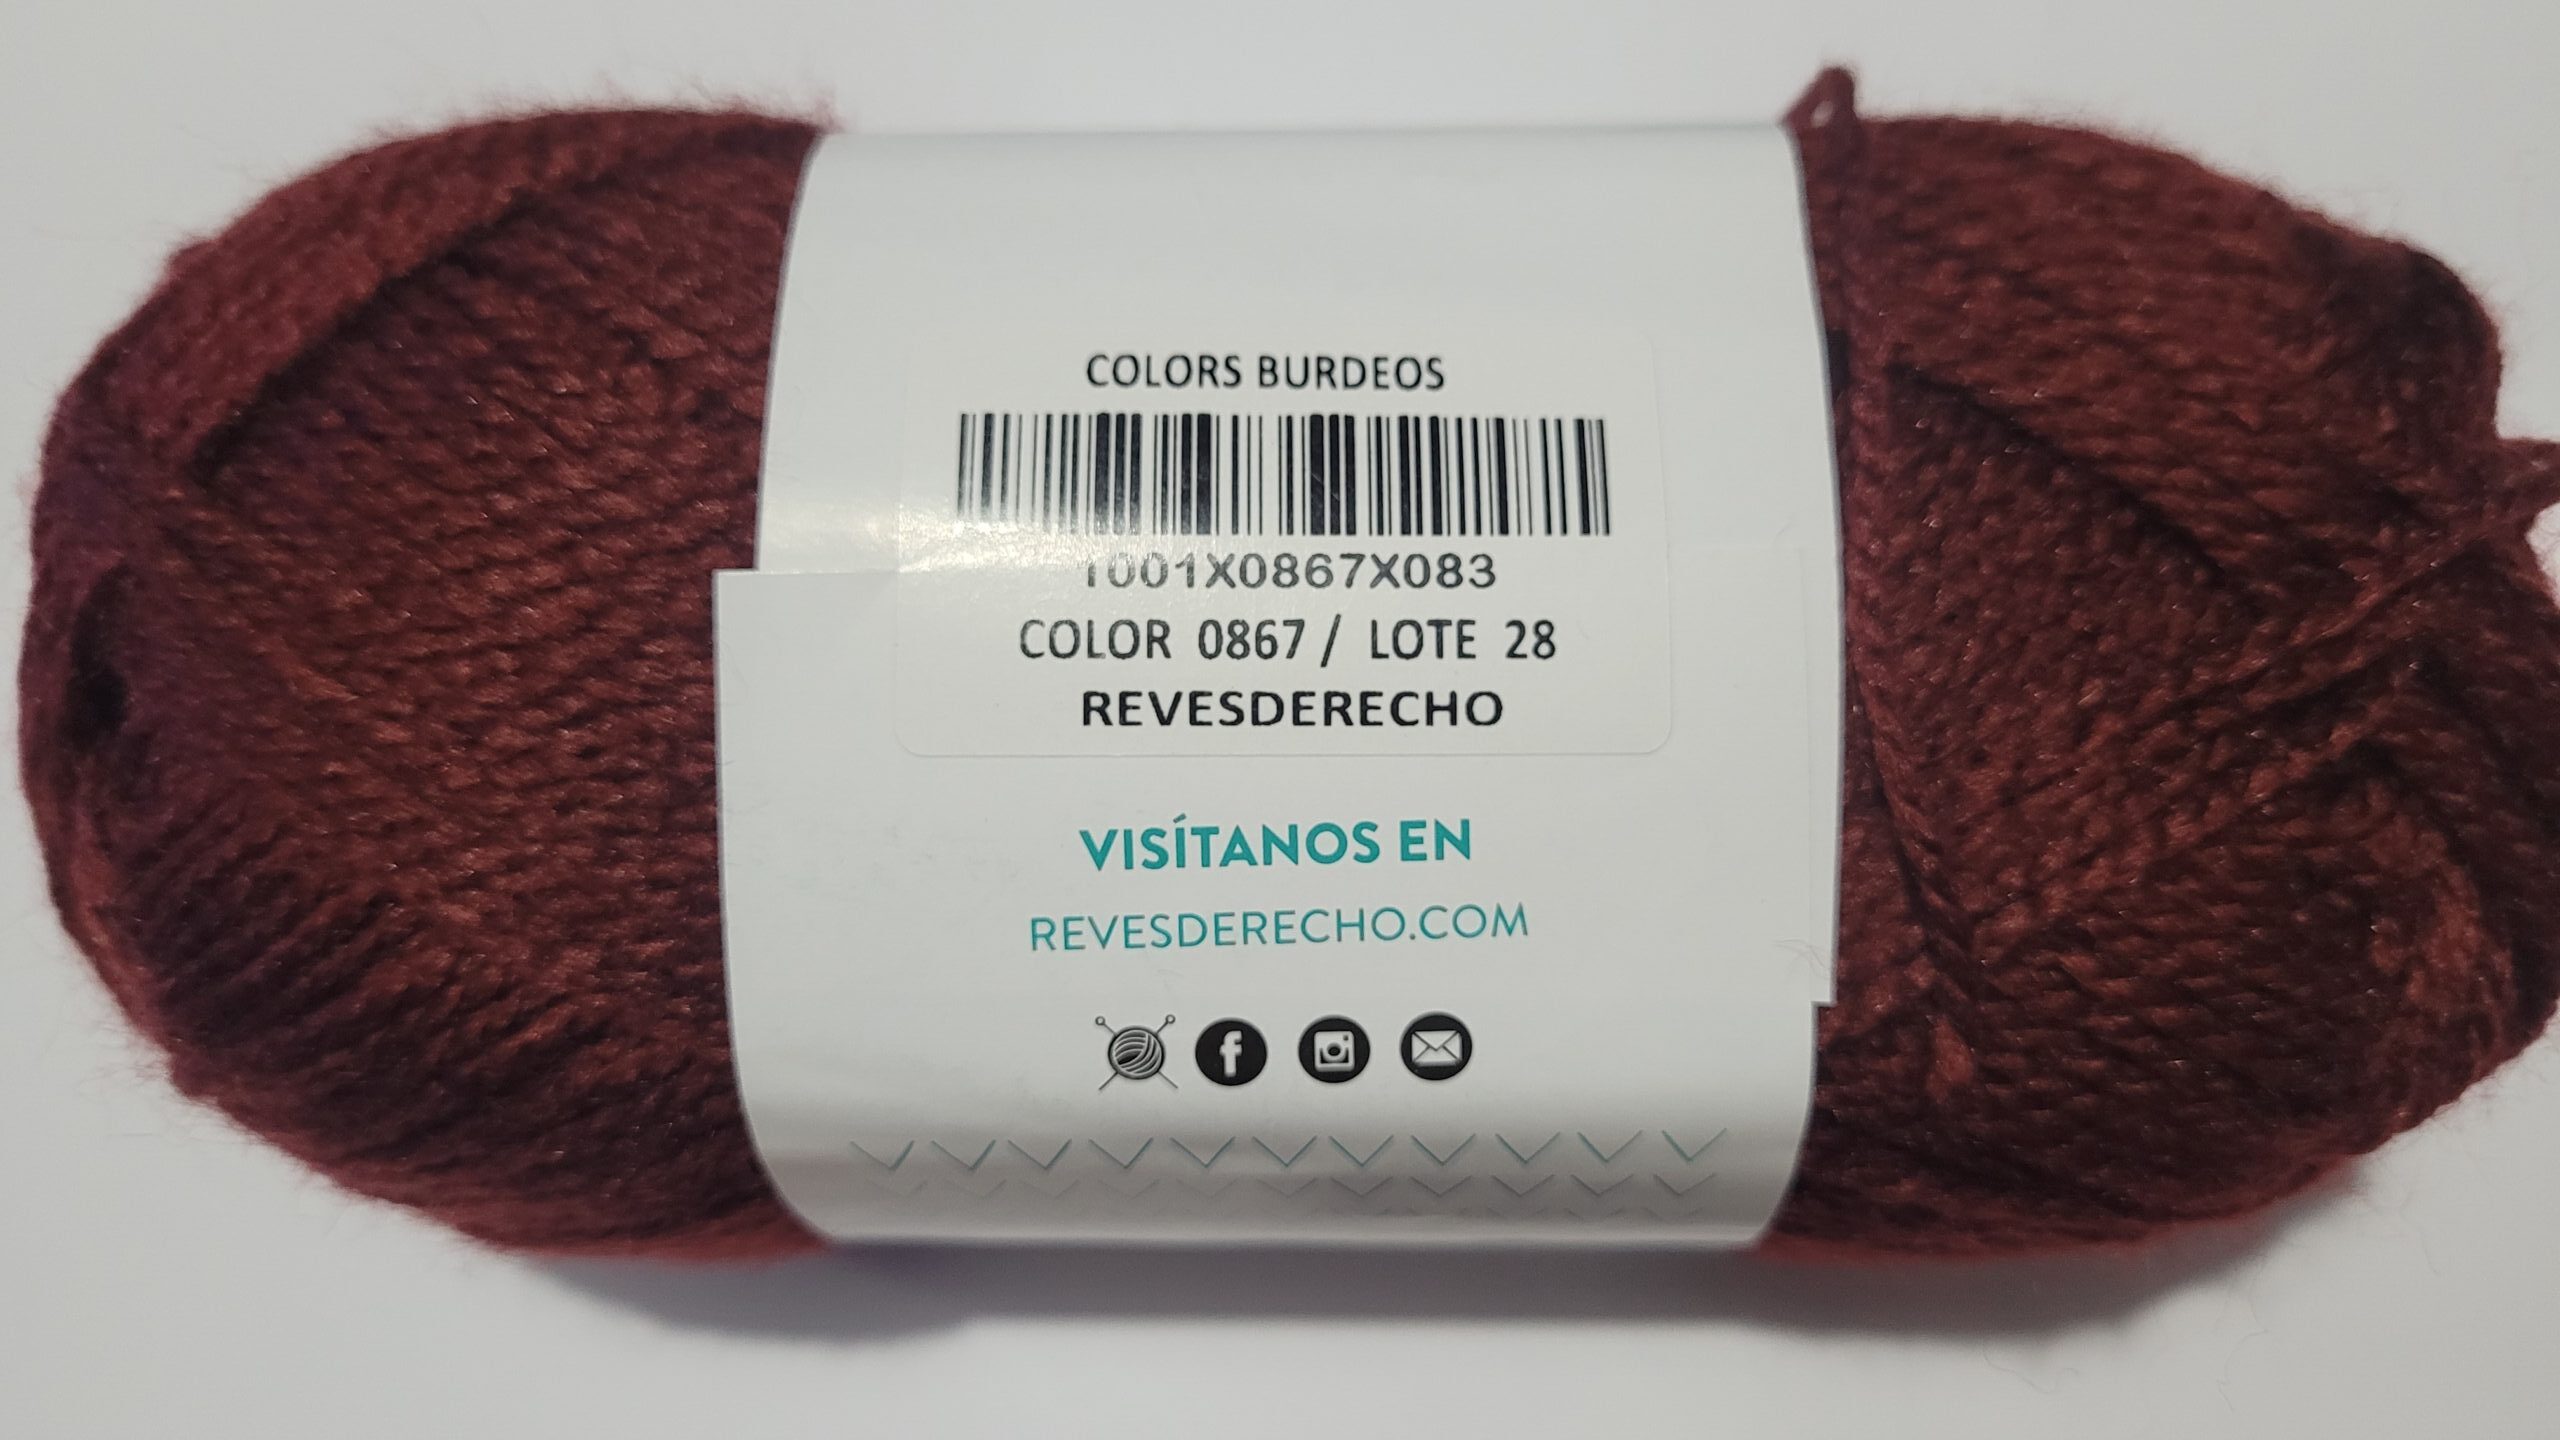 COLORS BURDEOS
1001X0867X083
COLOR 0867 / LOTE 28
REVESDERECHO
VISÍTANOS EN
REVESDERECHO.COM